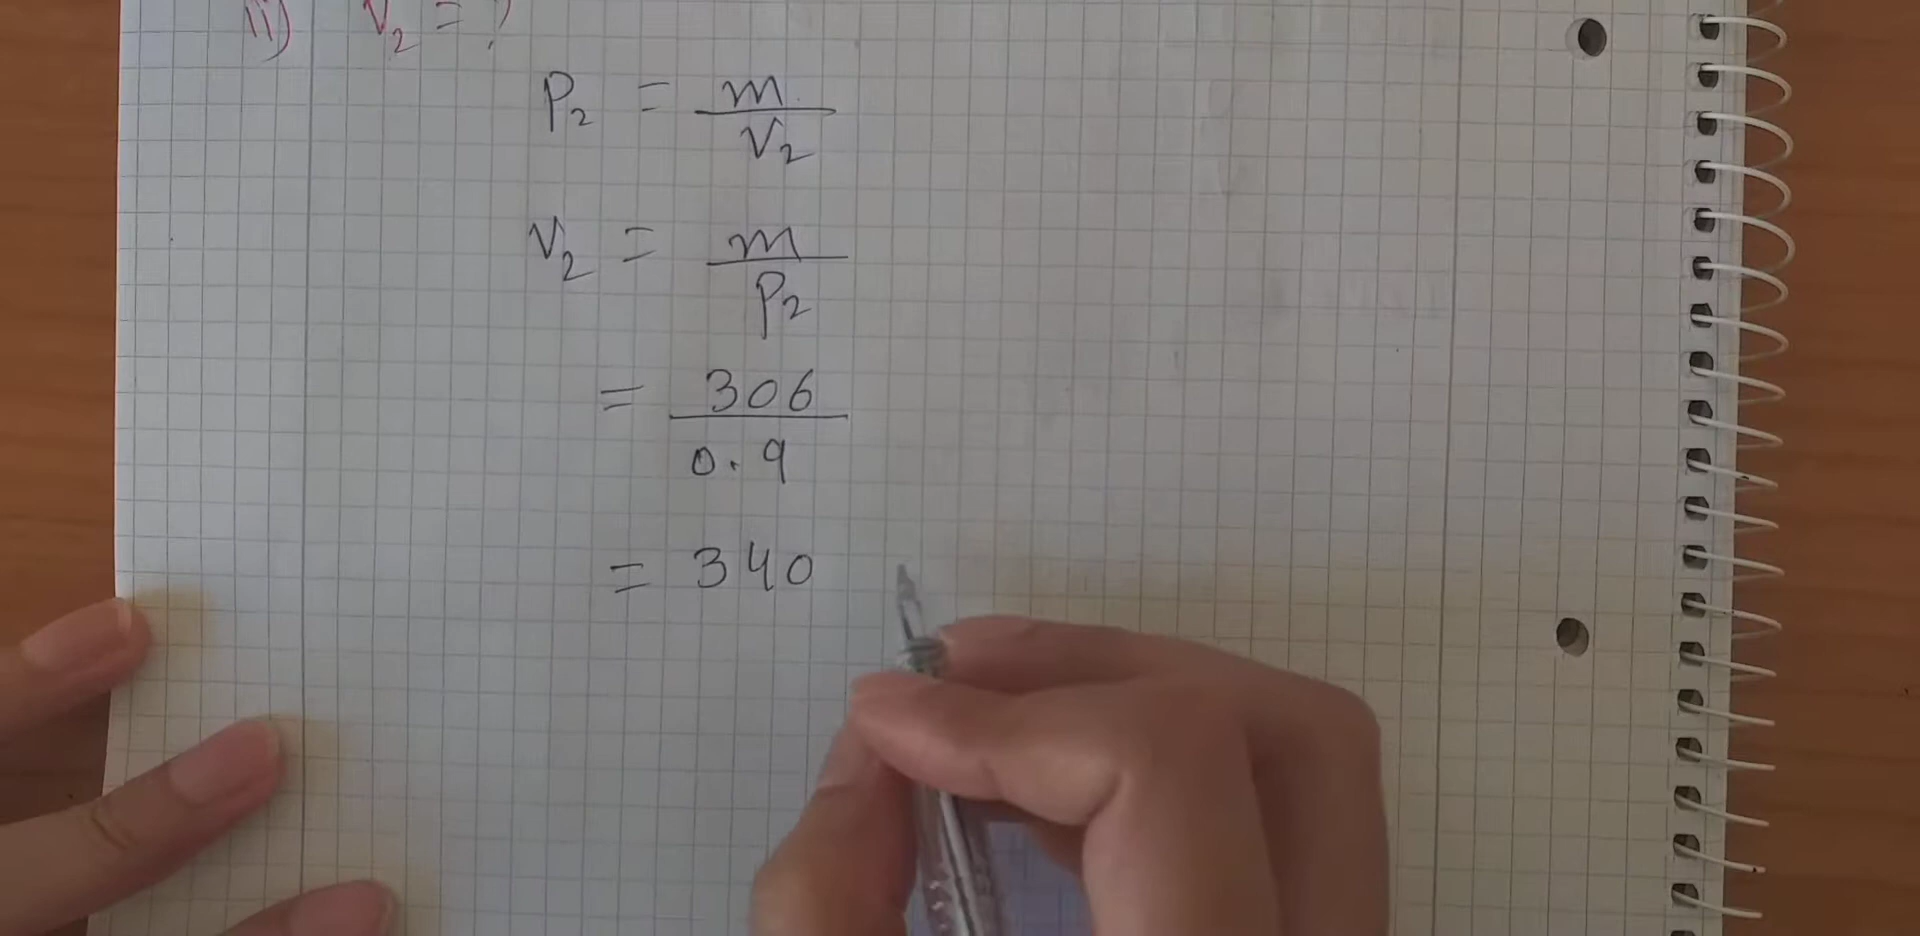 ii) V₂ = ?
P₂ = m / V₂
V₂ = m / P₂
= 306 / 0.9
= 340